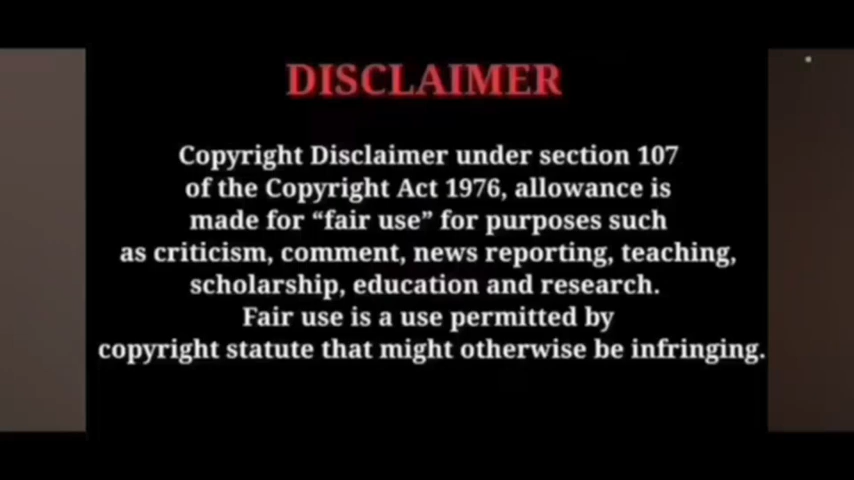 DISCLAIMER
Copyright Disclaimer under section 107
of the Copyright Act 1976, allowance is
made for “fair use” for purposes such
as criticism, comment, news reporting, teaching,
scholarship, education and research.
Fair use is a use permitted by
copyright statute that might otherwise be infringing.